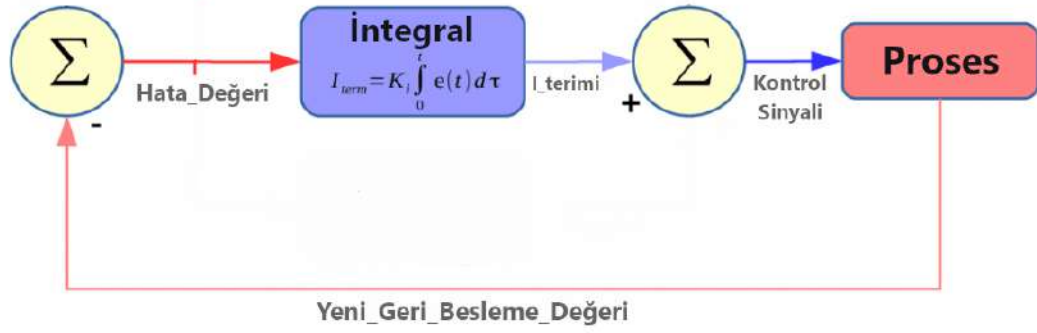 Σ
-
Hata_Değeri
İntegral
I_term = K_i ∫_0^t e(t) dτ
I_terimi
+
Σ
Kontrol
Sinyali
Proses
Yeni_Geri_Besleme_Değeri